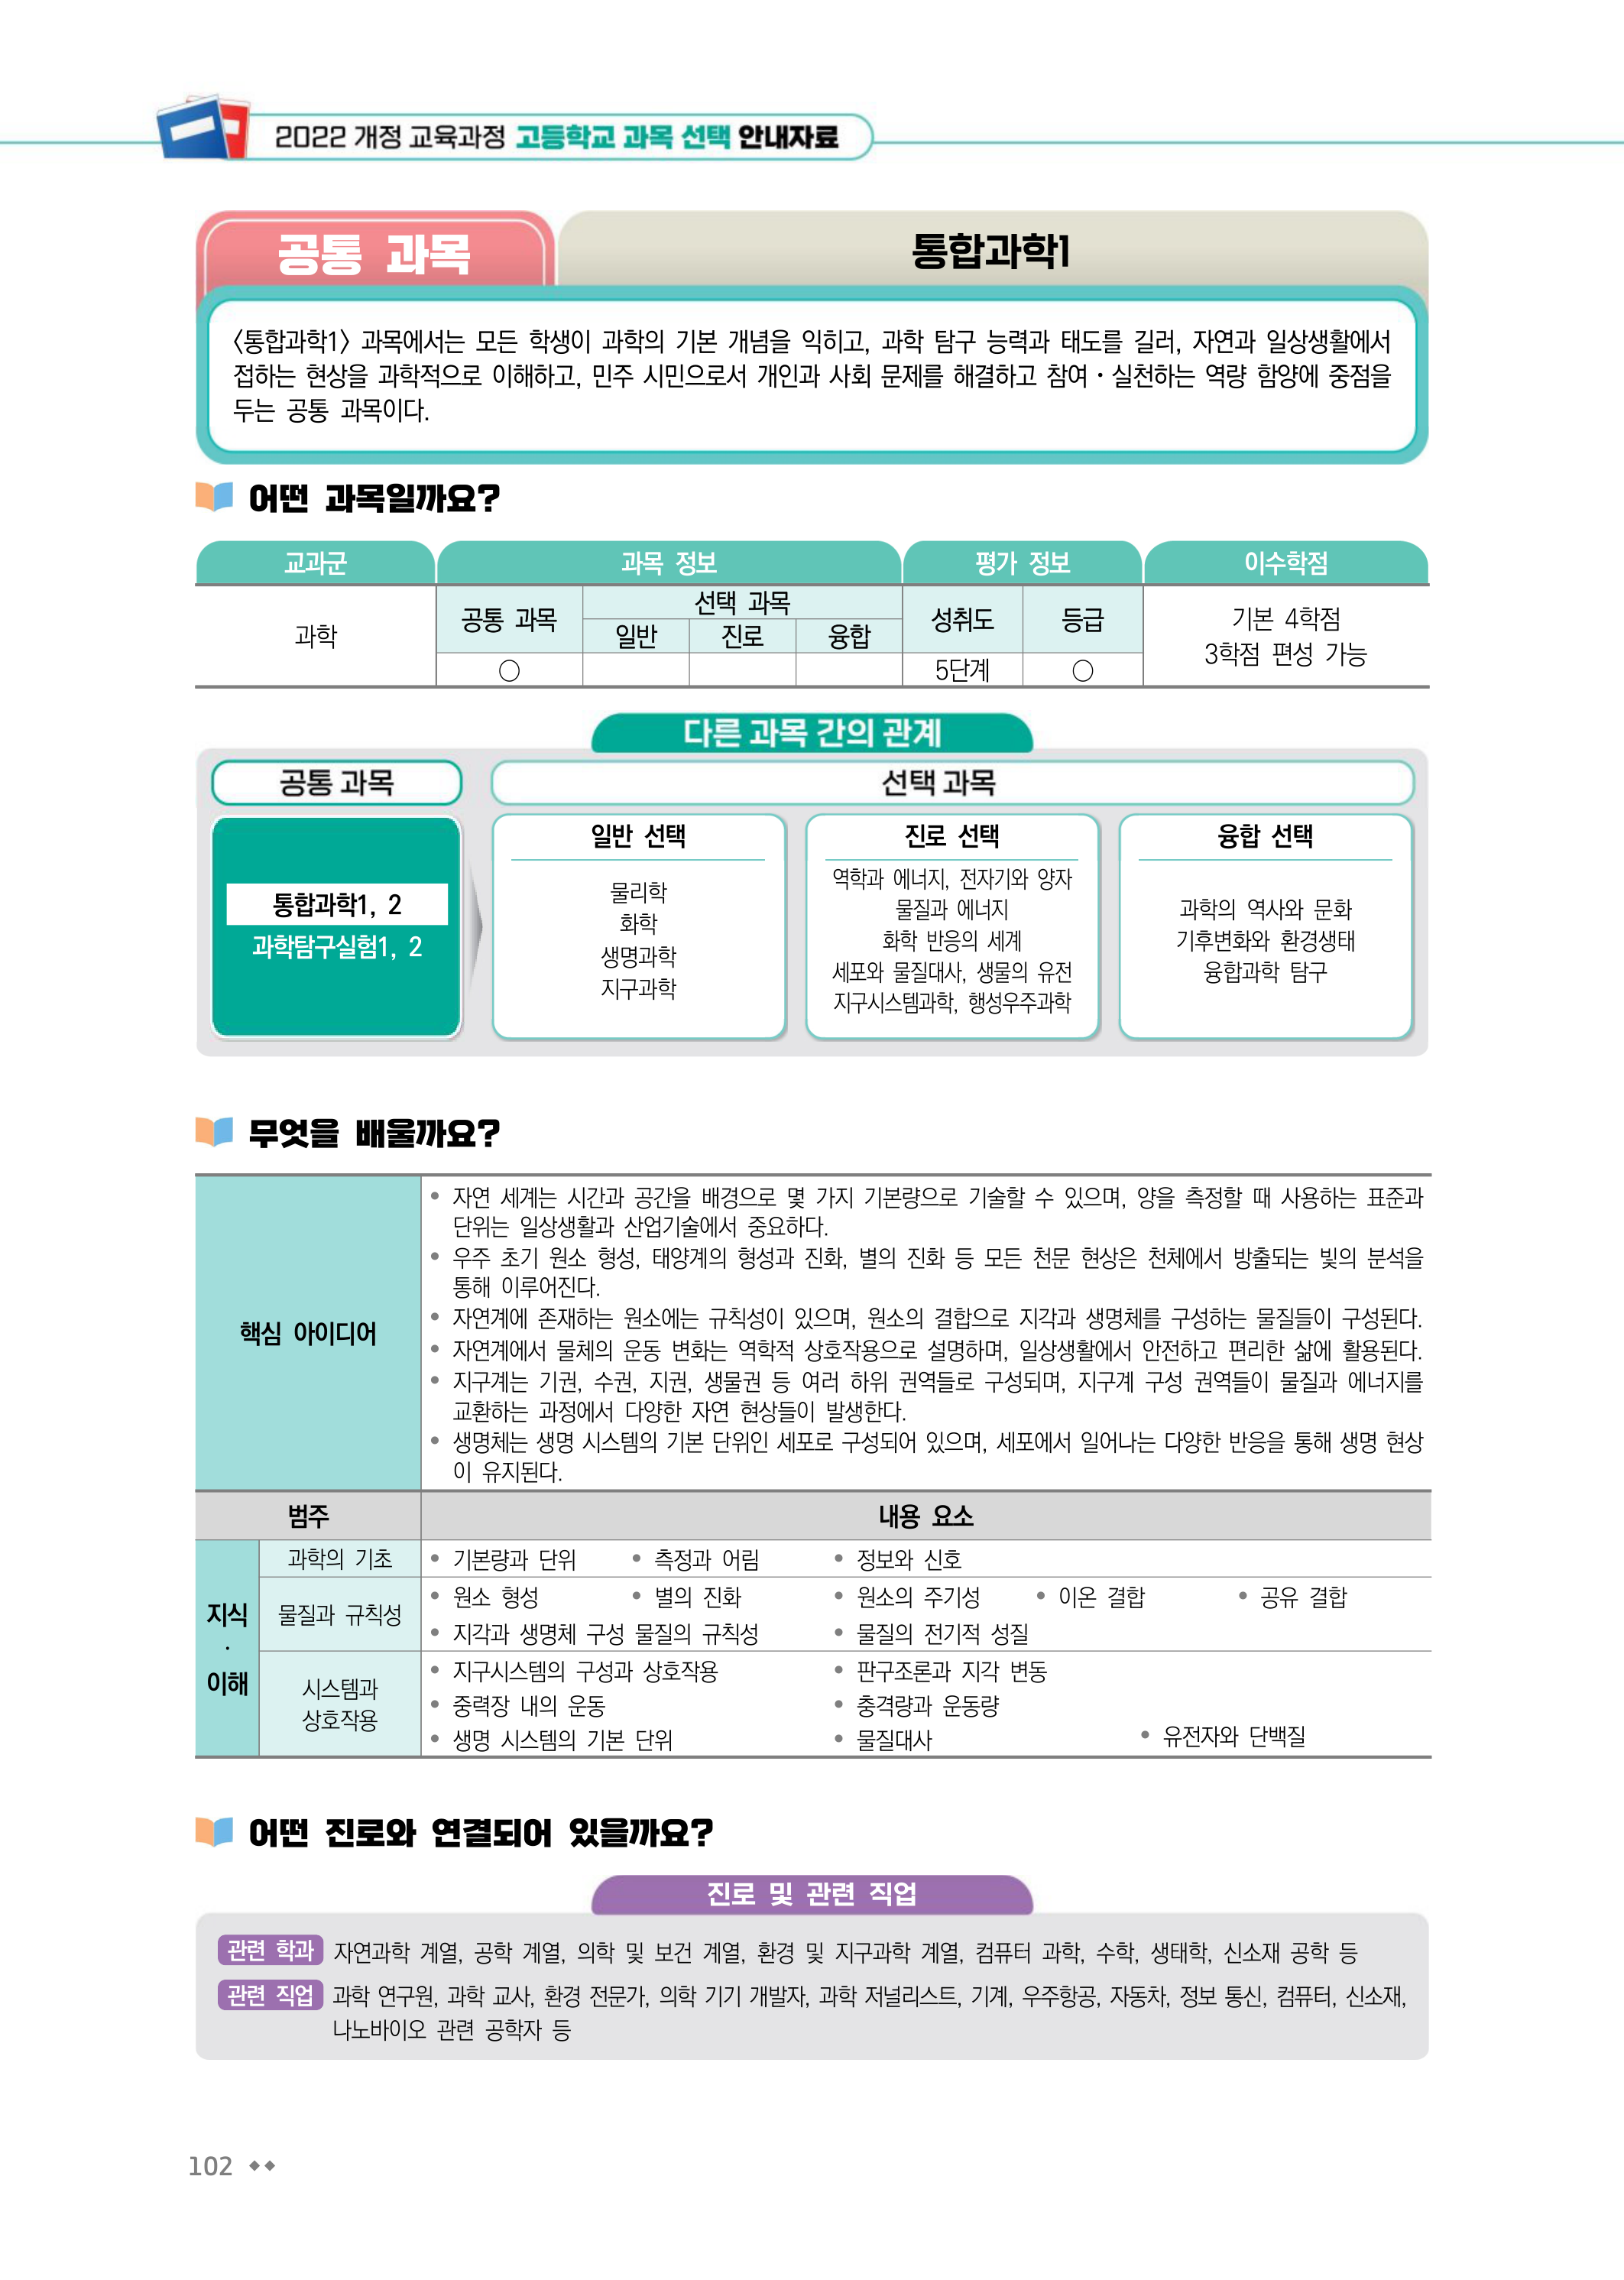 2022 개정 교육과정 고등학교 과목 선택 안내자료
공통 과목
통합과학1
〈통합과학1〉 과목에서는 모든 학생이 과학의 기본 개념을 익히고, 과학 탐구 능력과 태도를 길러, 자연과 일상생활에서
접하는 현상을 과학적으로 이해하고, 민주 시민으로서 개인과 사회 문제를 해결하고 참여·실천하는 역량 함양에 중점을
두는 공통 과목이다.
어떤 과목일까요?
교과군 과목 정보 평가 정보 이수학점
과학
공통 과목
선택 과목
일반 진로 융합
성취도 등급
○
5단계 ○
기본 4학점
3학점 편성 가능
다른 과목 간의 관계
공통 과목
선택 과목
통합과학1, 2
과학탐구실험1, 2
일반 선택
물리학
화학
생명과학
지구과학
진로 선택
역학과 에너지, 전자기와 양자
물질과 에너지
화학 반응의 세계
세포와 물질대사, 생물의 유전
지구시스템과학, 행성우주과학
융합 선택
과학의 역사와 문화
기후변화와 환경생태
융합과학 탐구
무엇을 배울까요?
핵심 아이디어
• 자연 세계는 시간과 공간을 배경으로 몇 가지 기본량으로 기술할 수 있으며, 양을 측정할 때 사용하는 표준과
단위는 일상생활과 산업기술에서 중요하다.
• 우주 초기 원소 형성, 태양계의 형성과 진화, 별의 진화 등 모든 천문 현상은 천체에서 방출되는 빛의 분석을
통해 이루어진다.
• 자연계에 존재하는 원소에는 규칙성이 있으며, 원소의 결합으로 지각과 생명체를 구성하는 물질들이 구성된다.
• 자연계에서 물체의 운동 변화는 역학적 상호작용으로 설명하며, 일상생활에서 안전하고 편리한 삶에 활용된다.
• 지구계는 기권, 수권, 지권, 생물권 등 여러 하위 권역들로 구성되며, 지구계 구성 권역들이 물질과 에너지를
교환하는 과정에서 다양한 자연 현상들이 발생한다.
• 생명체는 생명 시스템의 기본 단위인 세포로 구성되어 있으며, 세포에서 일어나는 다양한 반응을 통해 생명 현상
이 유지된다.
범주 내용 요소
지식
·
이해
과학의 기초
• 기본량과 단위 • 측정과 어림 • 정보와 신호
물질과 규칙성
• 원소 형성 • 별의 진화 • 원소의 주기성 • 이온 결합 • 공유 결합
• 지각과 생명체 구성 물질의 규칙성 • 물질의 전기적 성질
시스템과
상호작용
• 지구시스템의 구성과 상호작용 • 판구조론과 지각 변동
• 중력장 내의 운동 • 충격량과 운동량
• 생명 시스템의 기본 단위 • 물질대사 • 유전자와 단백질
어떤 진로와 연결되어 있을까요?
진로 및 관련 직업
관련 학과 자연과학 계열, 공학 계열, 의학 및 보건 계열, 환경 및 지구과학 계열, 컴퓨터 과학, 수학, 생태학, 신소재 공학 등
관련 직업 과학 연구원, 과학 교사, 환경 전문가, 의학 기기 개발자, 과학 저널리스트, 기계, 우주항공, 자동차, 정보 통신, 컴퓨터, 신소재,
나노바이오 관련 공학자 등
102 ◆◆